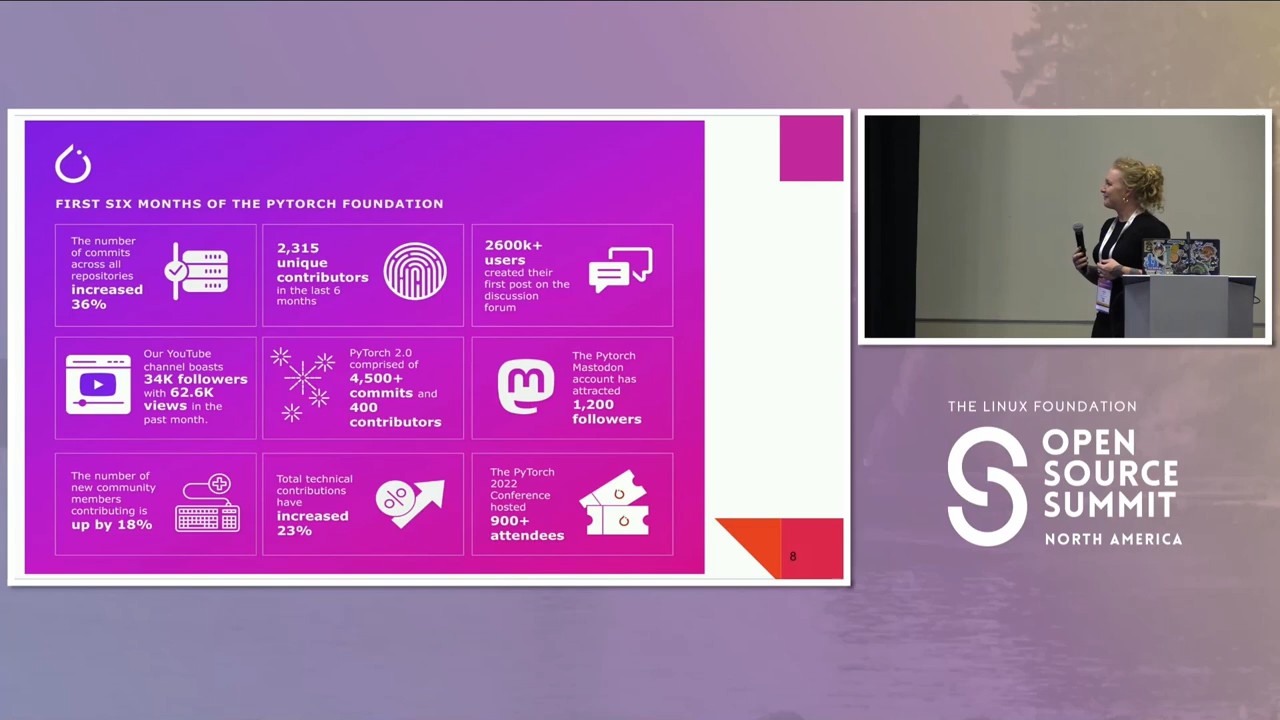 FIRST SIX MONTHS OF THE PYTORCH FOUNDATION
The number
of commits
across all
repositories
increased
36%
2,315
unique
contributors
in the last 6
months
2600k+
users
created their
first post on the
discussion
forum
Our YouTube
channel boasts
34K followers
with 62.6K
views in the
past month.
PyTorch 2.0
comprised of
4,500+
commits and
400
contributors
The Pytorch
Mastodon
account has
attracted
1,200
followers
The number of
new community
members
contributing is
up by 18%
Total technical
contributions
have
increased
23%
The PyTorch
2022
Conference
hosted
900+
attendees
8
THE LINUX FOUNDATION
OPEN
SOURCE
SUMMIT
NORTH AMERICA